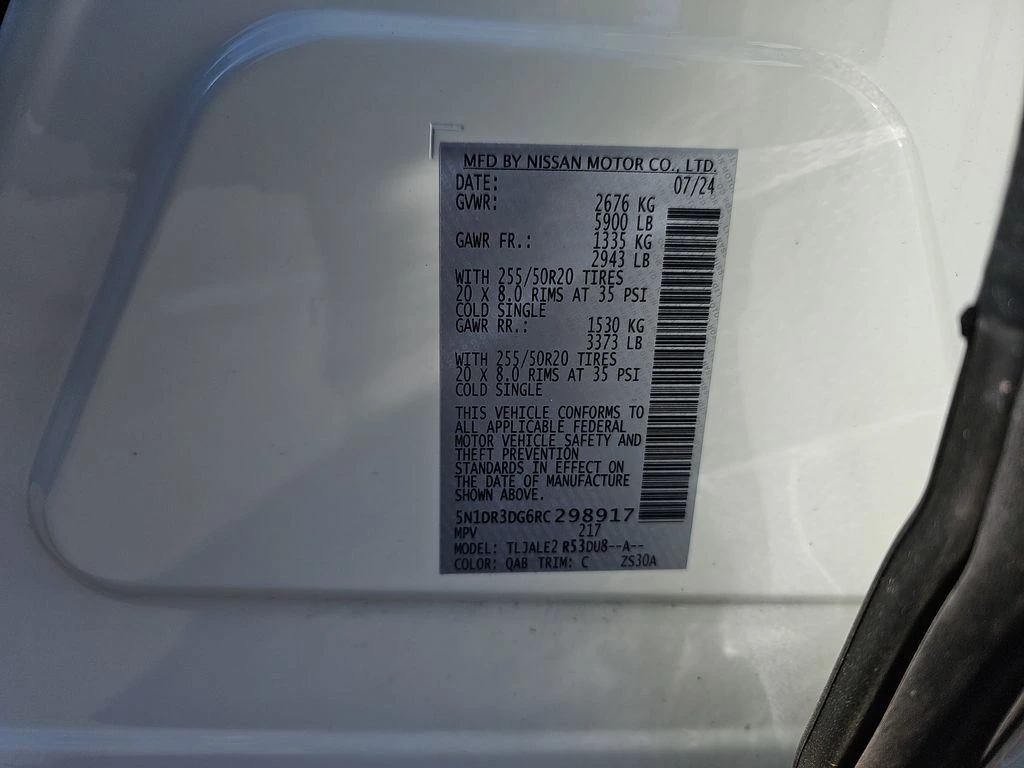 MFD BY NISSAN MOTOR CO., LTD.
DATE: 07/24
GVWR: 2676 KG
5900 LB
GAWR FR.: 1335 KG
2943 LB
WITH 255/50R20 TIRES
20 X 8.0 RIMS AT 35 PSI
COLD SINGLE
GAWR RR.: 1530 KG
3373 LB
WITH 255/50R20 TIRES
20 X 8.0 RIMS AT 35 PSI
COLD SINGLE
THIS VEHICLE CONFORMS TO
ALL APPLICABLE FEDERAL
MOTOR VEHICLE SAFETY AND
THEFT PREVENTION
STANDARDS IN EFFECT ON
THE DATE OF MANUFACTURE
SHOWN ABOVE.
5N1DR3DG6RC298917
MPV 217
MODEL: TLJALE2 R53DU8--A--
COLOR: QAB TRIM: C ZS30A